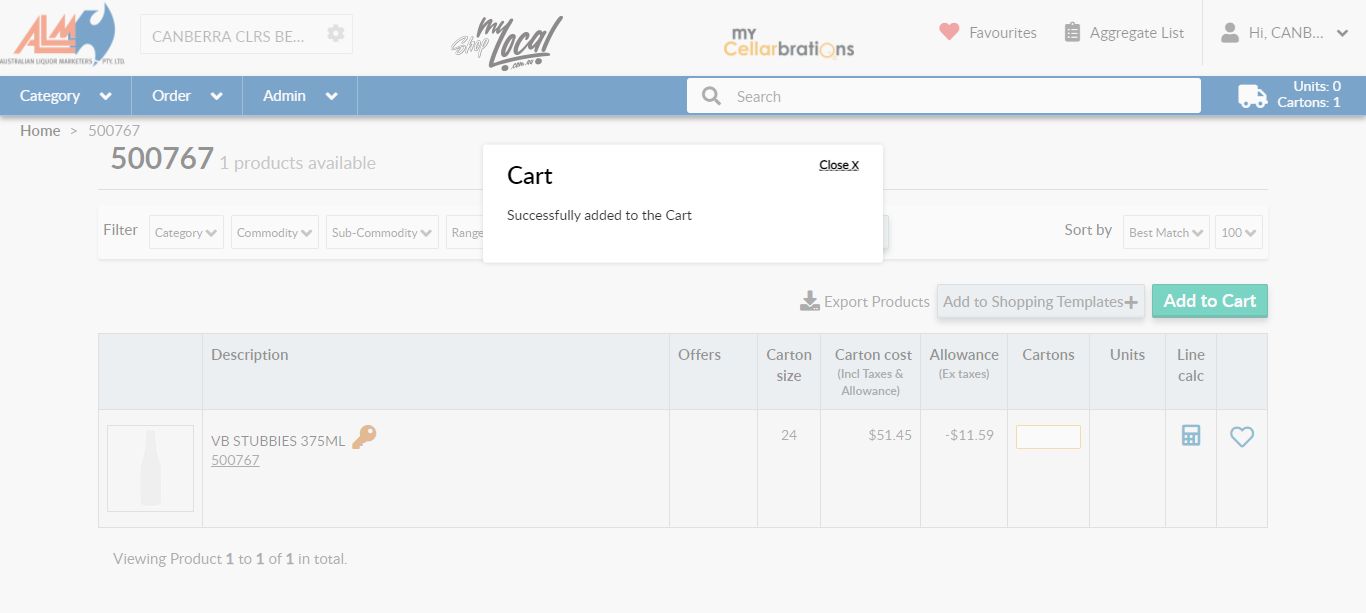 ALM
AUSTRALIAN LIQUOR MARKETERS PTY. LTD.
CANBERRA CLRS BE...
my
Shop Local
.com.au
my
Cellarbrations
Favourites
Aggregate List
Hi, CANB...
Category
Order
Admin
Search
Units: 0
Cartons: 1
Home > 500767
500767 1 products available
Cart
Close X
Successfully added to the Cart
Filter
Category
Commodity
Sub-Commodity
Range
Sort by
Best Match
100
Export Products
Add to Shopping Templates+
Add to Cart
Description
Offers
Carton
size
Carton cost
(Incl Taxes &
Allowance)
Allowance
(Ex taxes)
Cartons
Units
Line
calc
VB STUBBIES 375ML
500767
24
$51.45
-$11.59
Viewing Product 1 to 1 of 1 in total.